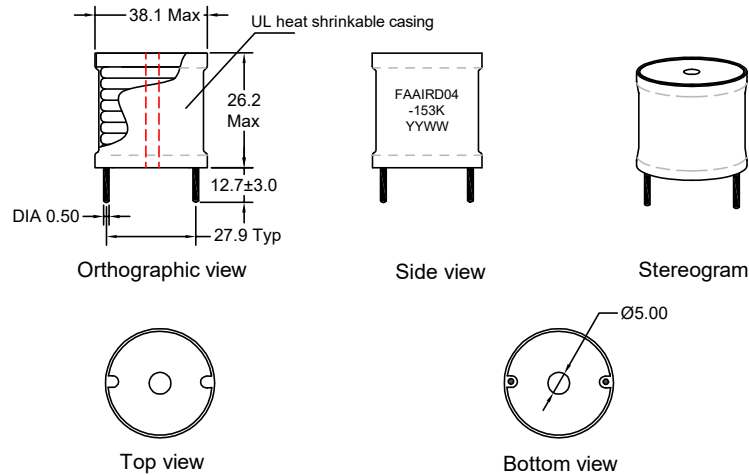 38.1 Max
UL heat shrinkable casing
26.2
Max
12.7±3.0
DIA 0.50
27.9 Typ
Orthographic view
FAAIRD04
-153K
YYWW
Side view
Stereogram
Top view
Ø5.00
Bottom view